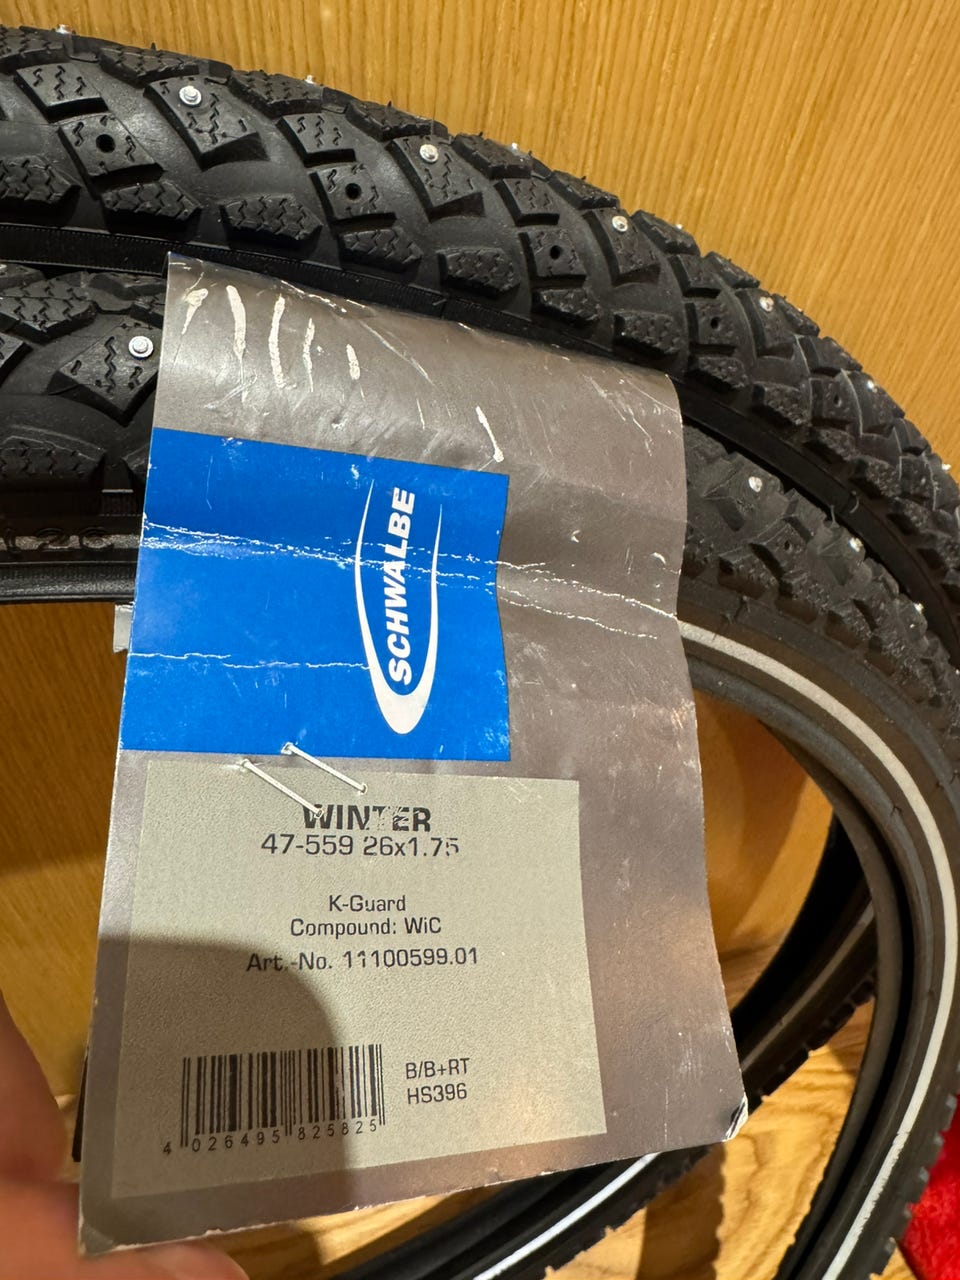 SCHWALBE
WINTER
47-559 26x1.75
K-Guard
Compound: WiC
Art.-No. 11100599.01
B/B+RT
HS396
4 026495 825825